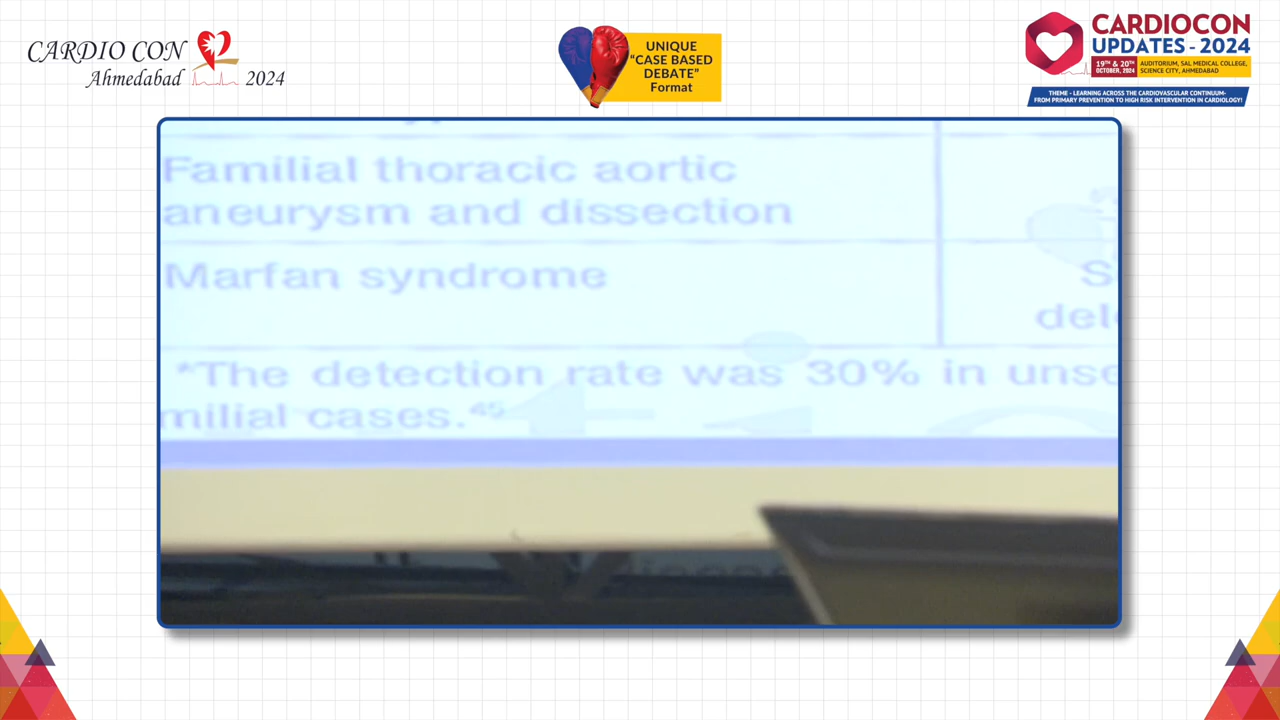 CARDIO CON
Ahmedabad 2024
UNIQUE
"CASE BASED
DEBATE"
Format
CARDIOCON
UPDATES - 2024
19TH & 20TH
OCTOBER, 2024
AUDITORIUM, SAL MEDICAL COLLEGE,
SCIENCE CITY, AHMEDABAD
THEME - LEARNING ACROSS THE CARDIOVASCULAR CONTINUUM-
FROM PRIMARY PREVENTION TO HIGH RISK INTERVENTION IN CARDIOLOGY!
Familial thoracic aortic
aneurysm and dissection
Marfan syndrome
*The detection rate was 30% in
milial cases.45